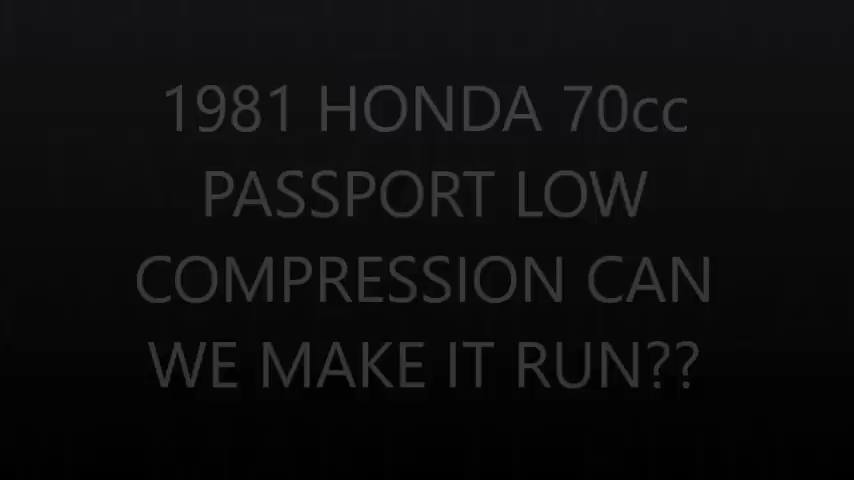 1981 HONDA 70cc
PASSPORT LOW
COMPRESSION CAN
WE MAKE IT RUN??